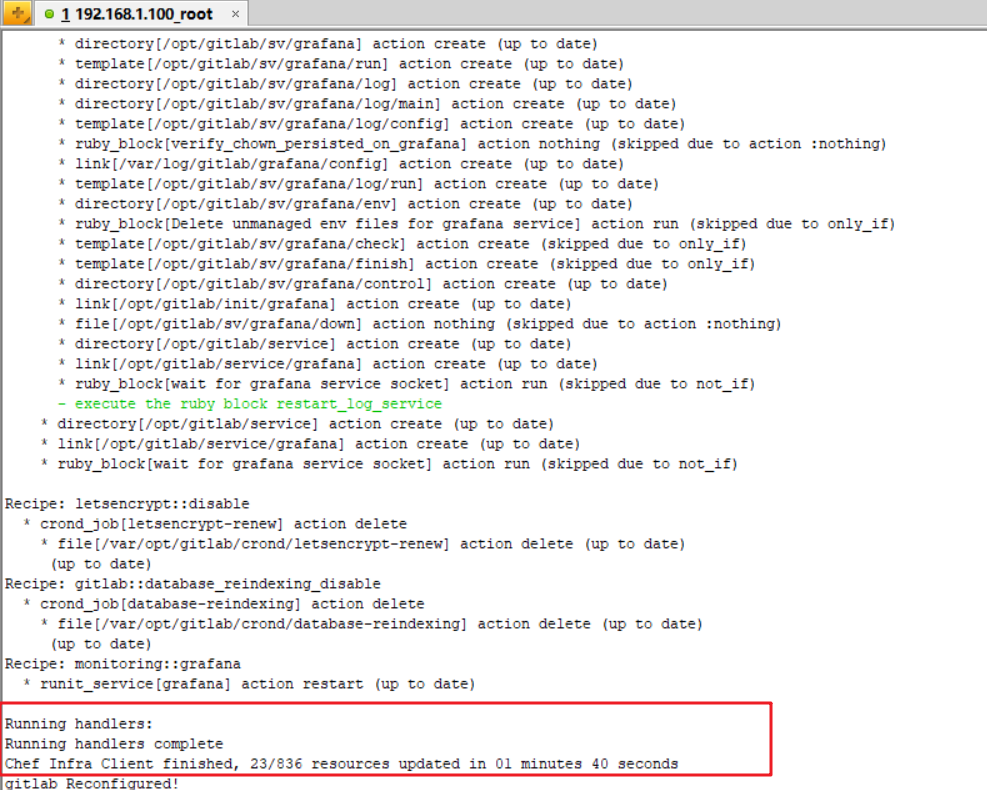 1 192.168.1.100_root ×
* directory[/opt/gitlab/sv/grafana] action create (up to date)
* template[/opt/gitlab/sv/grafana/run] action create (up to date)
* directory[/opt/gitlab/sv/grafana/log] action create (up to date)
* directory[/opt/gitlab/sv/grafana/log/main] action create (up to date)
* template[/opt/gitlab/sv/grafana/log/config] action create (up to date)
* ruby_block[verify_chown_persisted_on_grafana] action nothing (skipped due to action :nothing)
* link[/var/log/gitlab/grafana/config] action create (up to date)
* template[/opt/gitlab/sv/grafana/log/run] action create (up to date)
* directory[/opt/gitlab/sv/grafana/env] action create (up to date)
* ruby_block[Delete unmanaged env files for grafana service] action run (skipped due to only_if)
* template[/opt/gitlab/sv/grafana/check] action create (skipped due to only_if)
* template[/opt/gitlab/sv/grafana/finish] action create (skipped due to only_if)
* directory[/opt/gitlab/sv/grafana/control] action create (up to date)
* link[/opt/gitlab/init/grafana] action create (up to date)
* file[/opt/gitlab/sv/grafana/down] action nothing (skipped due to action :nothing)
* directory[/opt/gitlab/service] action create (up to date)
* link[/opt/gitlab/service/grafana] action create (up to date)
* ruby_block[wait for grafana service socket] action run (skipped due to not_if)
- execute the ruby block restart_log_service
* directory[/opt/gitlab/service] action create (up to date)
* link[/opt/gitlab/service/grafana] action create (up to date)
* ruby_block[wait for grafana service socket] action run (skipped due to not_if)
Recipe: letsencrypt::disable
* crond_job[letsencrypt-renew] action delete
* file[/var/opt/gitlab/crond/letsencrypt-renew] action delete (up to date)
(up to date)
Recipe: gitlab::database_reindexing_disable
* crond_job[database-reindexing] action delete
* file[/var/opt/gitlab/crond/database-reindexing] action delete (up to date)
(up to date)
Recipe: monitoring::grafana
* runit_service[grafana] action restart (up to date)
Running handlers:
Running handlers complete
Chef Infra Client finished, 23/836 resources updated in 01 minutes 40 seconds
gitlab Reconfigured!